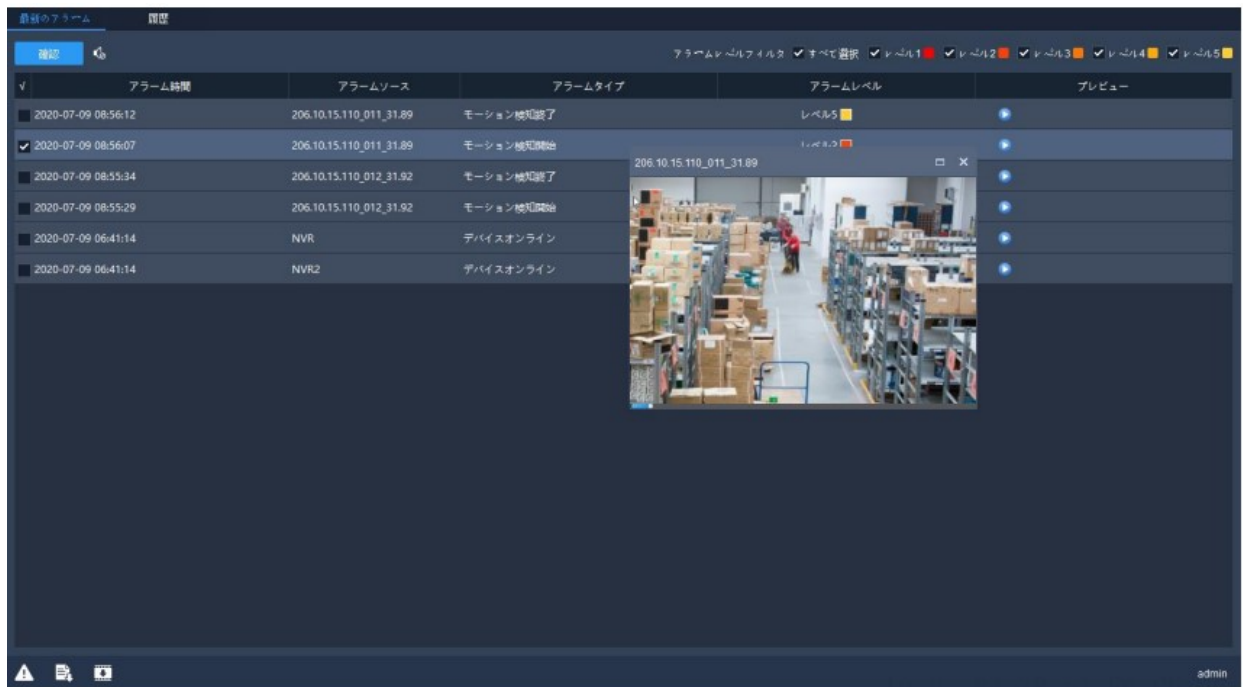 最新のアラーム 履歴
確認 アラームレベルフィルタ すべて選択 レベル1 レベル2 レベル3 レベル4 レベル5
√ アラーム時間 アラームソース アラームタイプ アラームレベル プレビュー
2020-07-09 08:56:12 206.10.15.110_011_31.89 モーション検知終了 レベル5
2020-07-09 08:56:07 206.10.15.110_011_31.89 モーション検知開始
206.10.15.110_011_31.89
2020-07-09 08:55:34 206.10.15.110_012_31.92 モーション検知終了
2020-07-09 08:55:29 206.10.15.110_012_31.92 モーション検知開始
2020-07-09 06:41:14 NVR デバイスオンライン
2020-07-09 06:41:14 NVR2 デバイスオンライン
admin